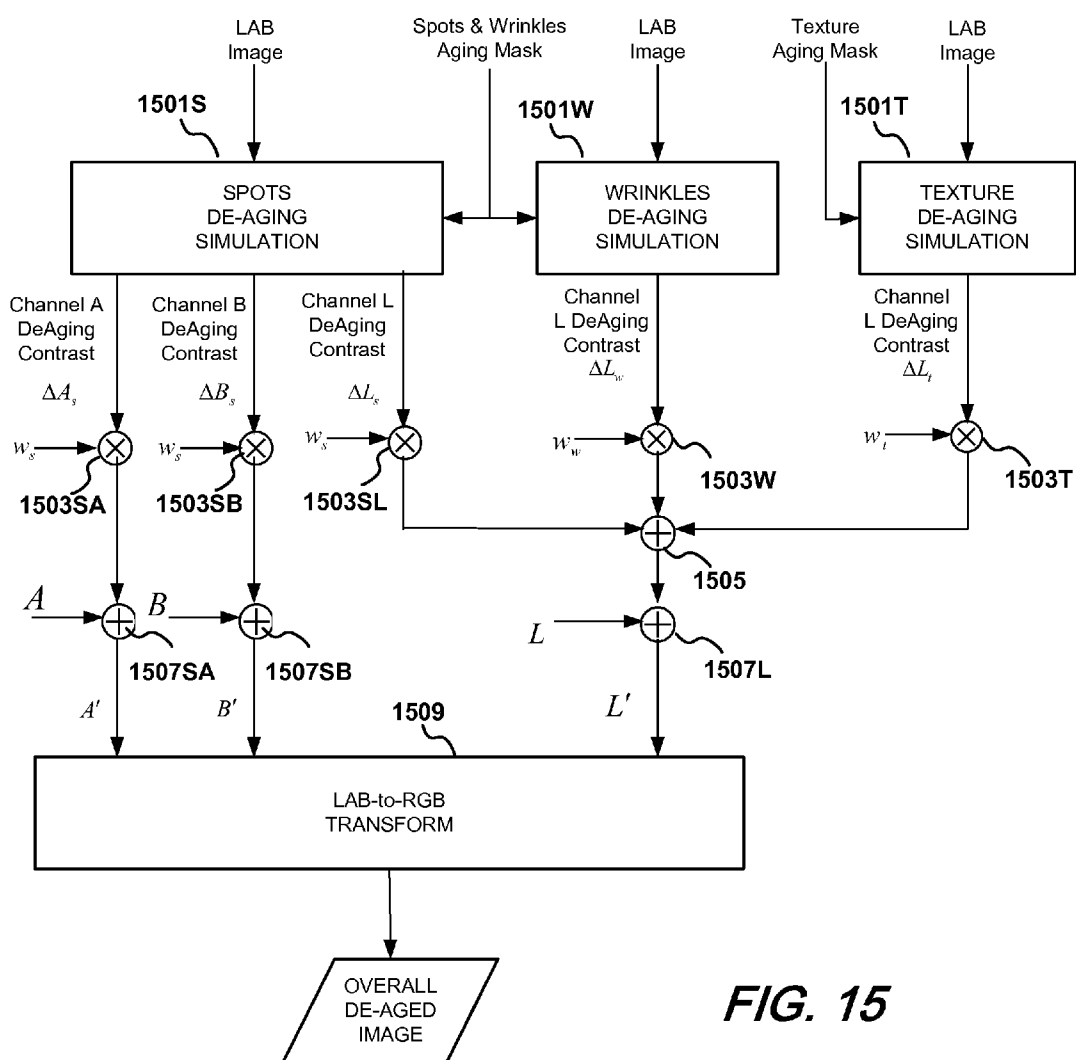 LAB
Image
Spots & Wrinkles
Aging Mask
LAB
Image
Texture
Aging Mask
LAB
Image
1501S
1501W
1501T
SPOTS
DE-AGING
SIMULATION
WRINKLES
DE-AGING
SIMULATION
TEXTURE
DE-AGING
SIMULATION
Channel A
DeAging
Contrast
ΔA_s
Channel B
DeAging
Contrast
ΔB_s
Channel L
DeAging
Contrast
ΔL_s
Channel
L DeAging
Contrast
ΔL_w
Channel
L DeAging
Contrast
ΔL_t
w_s
w_s
w_s
w_w
w_t
1503SA
1503SB
1503SL
1503W
1503T
1505
A
B
L
1507SA
1507SB
1507L
A'
B'
L'
1509
LAB-to-RGB
TRANSFORM
OVERALL
DE-AGED
IMAGE
FIG. 15